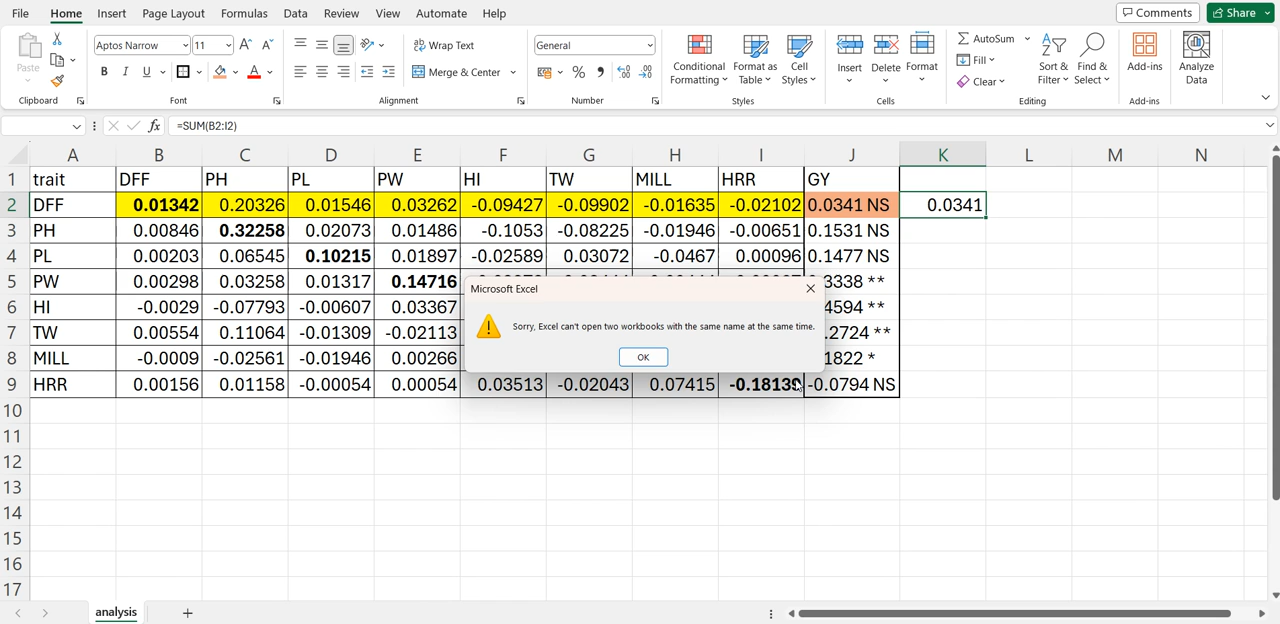 File Home Insert Page Layout Formulas Data Review View Automate Help Comments Share
Paste Aptos Narrow 11 A A Wrap Text General AutoSum
B I U A Merge & Center % , Conditional Formatting Format as Table Cell Styles Insert Delete Format Fill Clear Sort & Filter Find & Select Add-ins Analyze Data
Clipboard Font Alignment Number Styles Cells Editing Add-ins
fx =SUM(B2:I2)
A B C D E F G H I J K L M N
1 trait DFF PH PL PW HI TW MILL HRR GY
2 DFF 0.01342 0.20326 0.01546 0.03262 -0.09427 -0.09902 -0.01635 -0.02102 0.0341 NS 0.0341
3 PH 0.00846 0.32258 0.02073 0.01486 -0.1053 -0.08225 -0.01946 -0.00651 0.1531 NS
4 PL 0.00203 0.06545 0.10215 0.01897 -0.02589 0.03072 -0.0467 0.00096 0.1477 NS
5 PW 0.00298 0.03258 0.01317 0.14716 3338 **
6 HI -0.0029 -0.07793 -0.00607 0.03367 4594 **
7 TW 0.00554 0.11064 -0.01309 -0.02113 .2724 **
8 MILL -0.0009 -0.02561 -0.01946 0.00266 1822 *
9 HRR 0.00156 0.01158 -0.00054 0.00054 0.03513 -0.02043 0.07415 -0.18139 -0.0794 NS
Microsoft Excel
Sorry, Excel can't open two workbooks with the same name at the same time.
OK
10
11
12
13
14
15
16
17
analysis